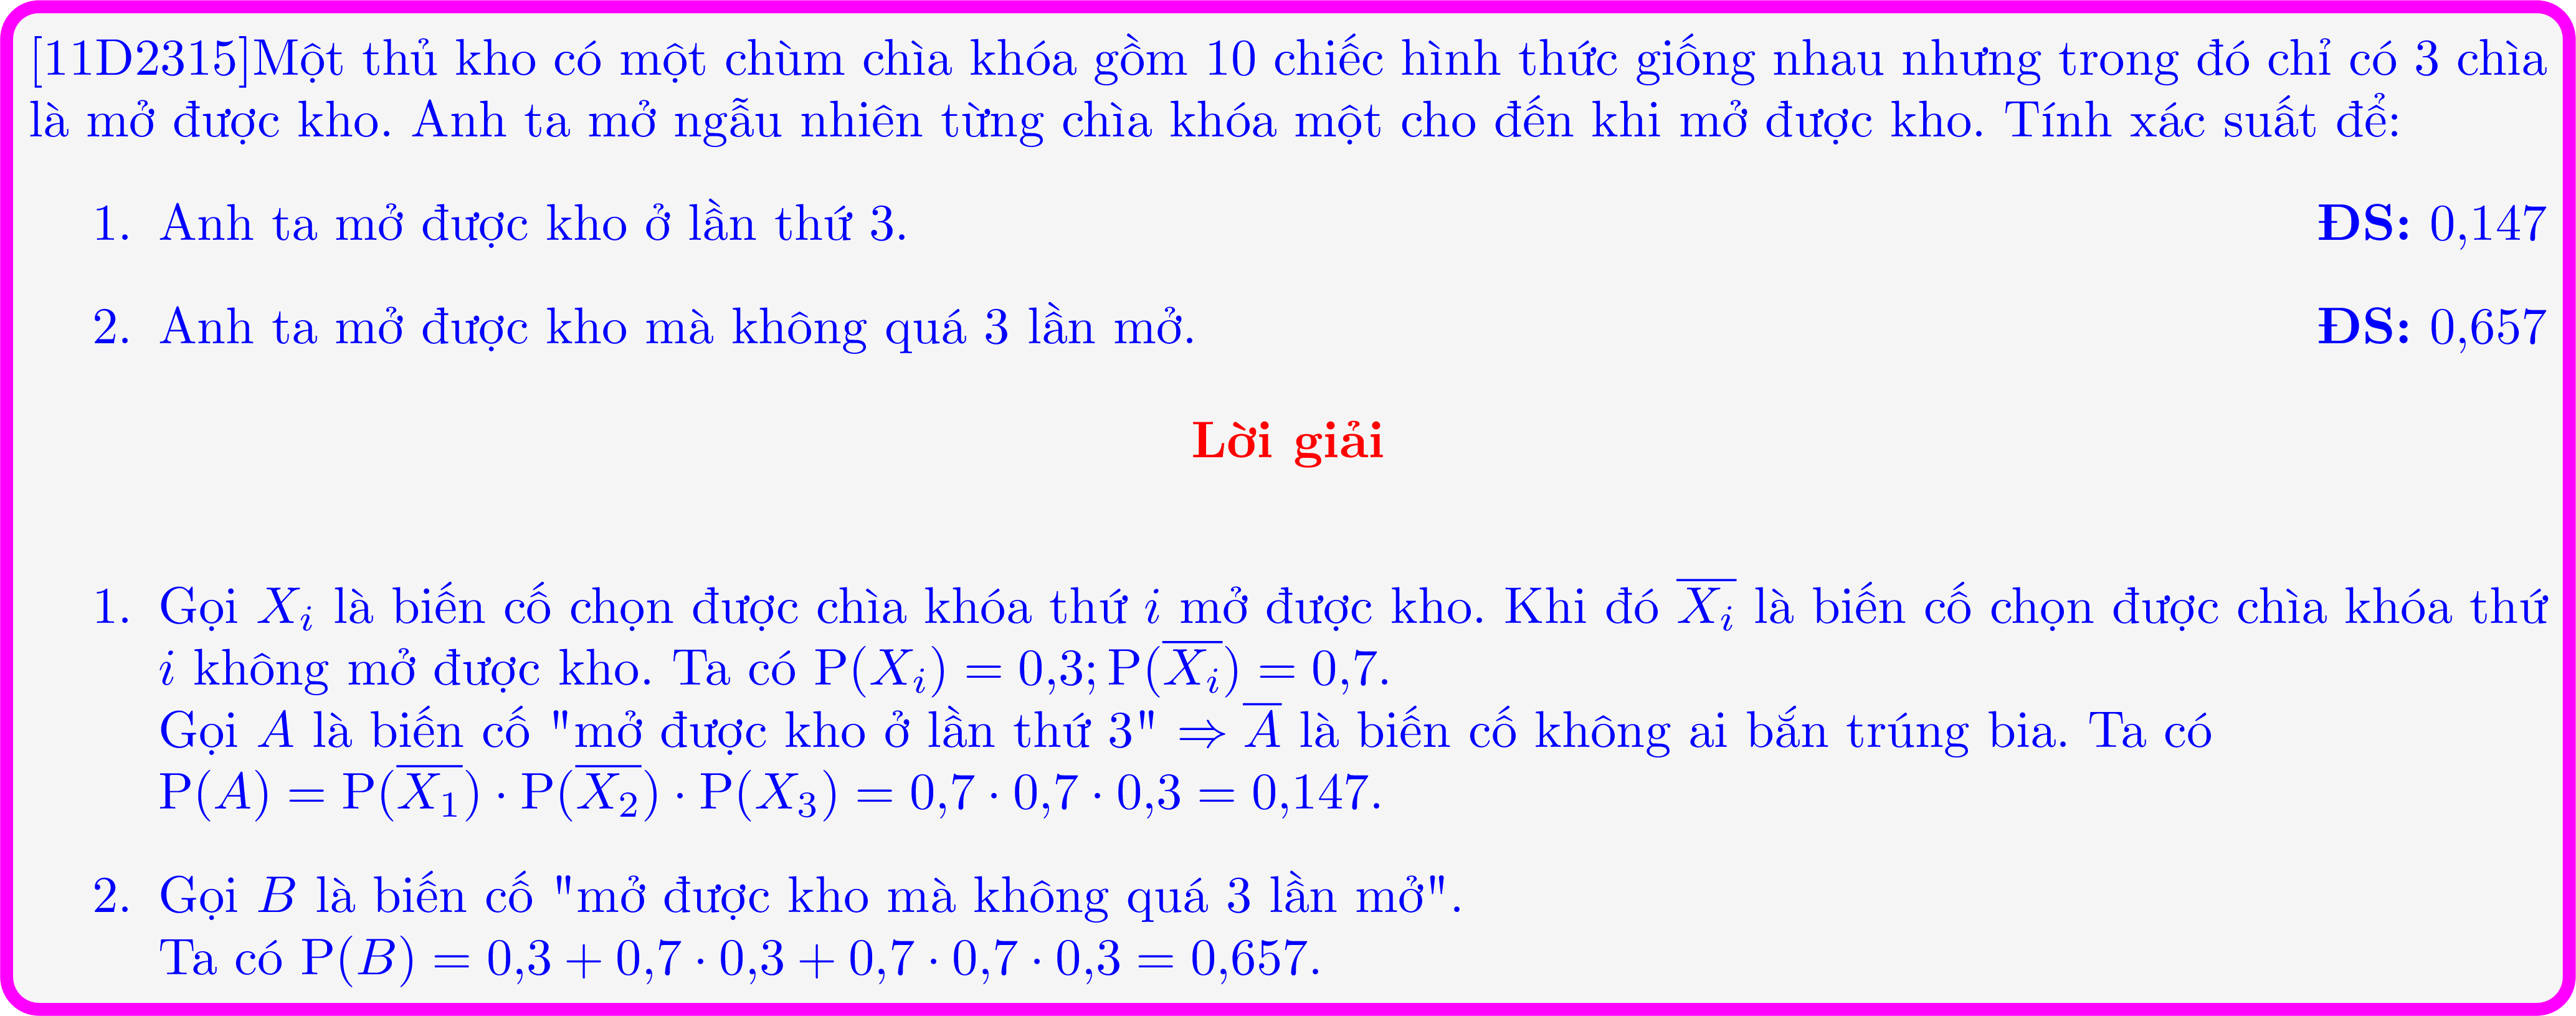 [11D2315]Một thủ kho có một chùm chìa khóa gồm 10 chiếc hình thức giống nhau nhưng trong đó chỉ có 3 chìa
là mở được kho. Anh ta mở ngẫu nhiên từng chìa khóa một cho đến khi mở được kho. Tính xác suất để:
1. Anh ta mở được kho ở lần thứ 3. ĐS: 0,147
2. Anh ta mở được kho mà không quá 3 lần mở. ĐS: 0,657
Lời giải
1. Gọi $X_i$ là biến cố chọn được chìa khóa thứ $i$ mở được kho. Khi đó $\overline{X_i}$ là biến cố chọn được chìa khóa thứ
$i$ không mở được kho. Ta có $\mathrm{P}(X_i) = 0{,}3; \mathrm{P}(\overline{X_i}) = 0{,}7$.
Gọi $A$ là biến cố "mở được kho ở lần thứ 3" $\Rightarrow \overline{A}$ là biến cố không ai bắn trúng bia. Ta có
$\mathrm{P}(A) = \mathrm{P}(\overline{X_1}) \cdot \mathrm{P}(\overline{X_2}) \cdot \mathrm{P}(X_3) = 0{,}7 \cdot 0{,}7 \cdot 0{,}3 = 0{,}147$.
2. Gọi $B$ là biến cố "mở được kho mà không quá 3 lần mở".
Ta có $\mathrm{P}(B) = 0{,}3 + 0{,}7 \cdot 0{,}3 + 0{,}7 \cdot 0{,}7 \cdot 0{,}3 = 0{,}657$.